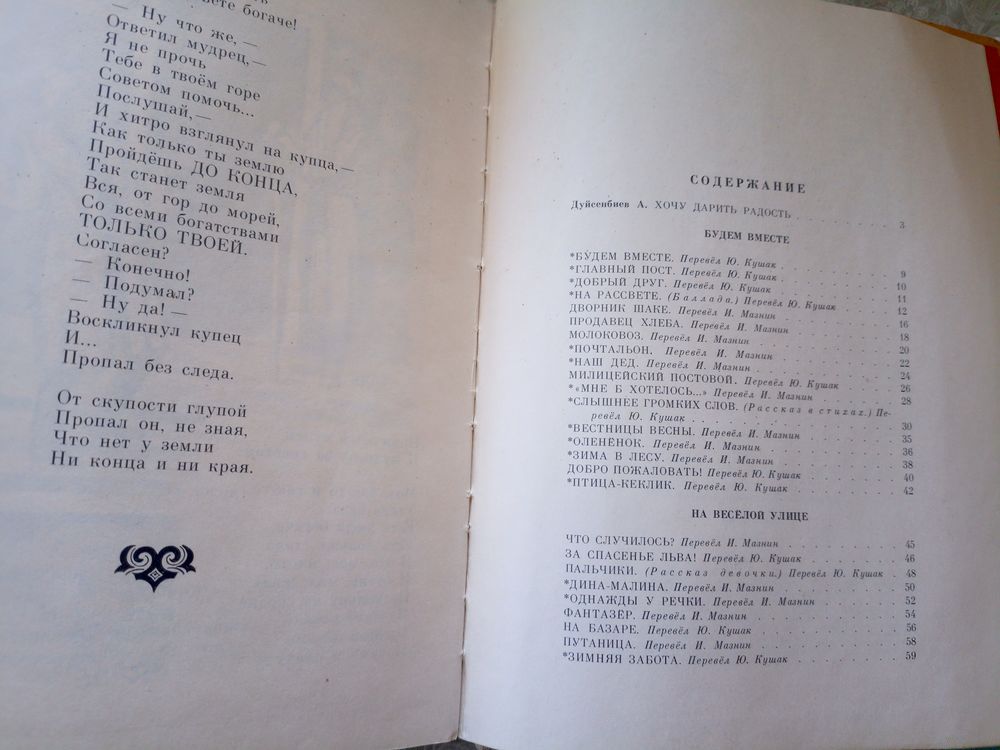 богаче!
— Ну что же, —
Ответил мудрец,—
Я не прочь
Тебе в твоём горе
Советом помочь...
Послушай,—
И хитро взглянул на купца,—
Как только ты землю
Пройдёшь ДО КОНЦА,
Так станет земля
Вся, от гор до морей,
Со всеми богатствами
ТОЛЬКО ТВОЕЙ.
Согласен?
— Конечно!
— Подумал?
— Ну да! —
Воскликнул купец
И...
Пропал без следа.
От скупости глупой
Пропал он, не зная,
Что нет у земли
Ни конца и ни края.
СОДЕРЖАНИЕ
Дуйсенбиев А. ХОЧУ ДАРИТЬ РАДОСТЬ . . . . . . . . 3
БУДЕМ ВМЕСТЕ
*БУДЕМ ВМЕСТЕ. Перевёл Ю. Кушак . . . . . . . . 9
*ГЛАВНЫЙ ПОСТ. Перевёл Ю. Кушак . . . . . . . . 10
*ДОБРЫЙ ДРУГ. Перевёл Ю. Кушак . . . . . . . . 11
*НА РАССВЕТЕ. (Баллада.) Перевёл Ю. Кушак . . . . 12
ДВОРНИК ШАКЕ. Перевёл И. Мазнин . . . . . . . . 16
ПРОДАВЕЦ ХЛЕБА. Перевёл И. Мазнин . . . . . . . 18
МОЛОКОВОЗ. Перевёл И. Мазнин . . . . . . . . 20
*ПОЧТАЛЬОН. Перевёл И. Мазнин . . . . . . . . 22
*НАШ ДЕД. Перевёл И. Мазнин . . . . . . . . 24
МИЛИЦЕЙСКИЙ ПОСТОВОЙ. Перевёл Ю. Кушак . . . . 26
*«МНЕ Б ХОТЕЛОСЬ...» Перевёл И. Мазнин . . . . . . 28
*СЛЫШНЕЕ ГРОМКИХ СЛОВ. (Рассказ в стихах.) Пе-
ревёл Ю. Кушак . . . . . . . . 30
*ВЕСТНИЦЫ ВЕСНЫ. Перевёл И. Мазнин . . . . . . . 35
*ОЛЕНЁНОК. Перевёл И. Мазнин . . . . . . . . 36
*ЗИМА В ЛЕСУ. Перевёл И. Мазнин . . . . . . . . 38
ДОБРО ПОЖАЛОВАТЬ! Перевёл Ю. Кушак . . . . . . 40
*ПТИЦА-КЕКЛИК. Перевёл Ю. Кушак . . . . . . . . 42
НА ВЕСЁЛОЙ УЛИЦЕ
ЧТО СЛУЧИЛОСЬ? Перевёл И. Мазнин . . . . . . . . 45
ЗА СПАСЕНЬЕ ЛЬВА! Перевёл Ю. Кушак . . . . . . . 46
ПАЛЬЧИКИ. (Рассказ девочки.) Перевёл Ю. Кушак . 48
*ДИНА-МАЛИНА. Перевёл И. Мазнин . . . . . . . . 50
*ОДНАЖДЫ У РЕЧКИ. Перевёл И. Мазнин . . . . . . 52
ФАНТАЗЁР. Перевёл И. Мазнин . . . . . . . . 54
НА БАЗАРЕ. Перевёл Ю. Кушак . . . . . . . . 56
ПУТАНИЦА. Перевёл И. Мазнин . . . . . . . . 58
*ЗИМНЯЯ ЗАБОТА. Перевёл Ю. Кушак . . . . . . . . 59